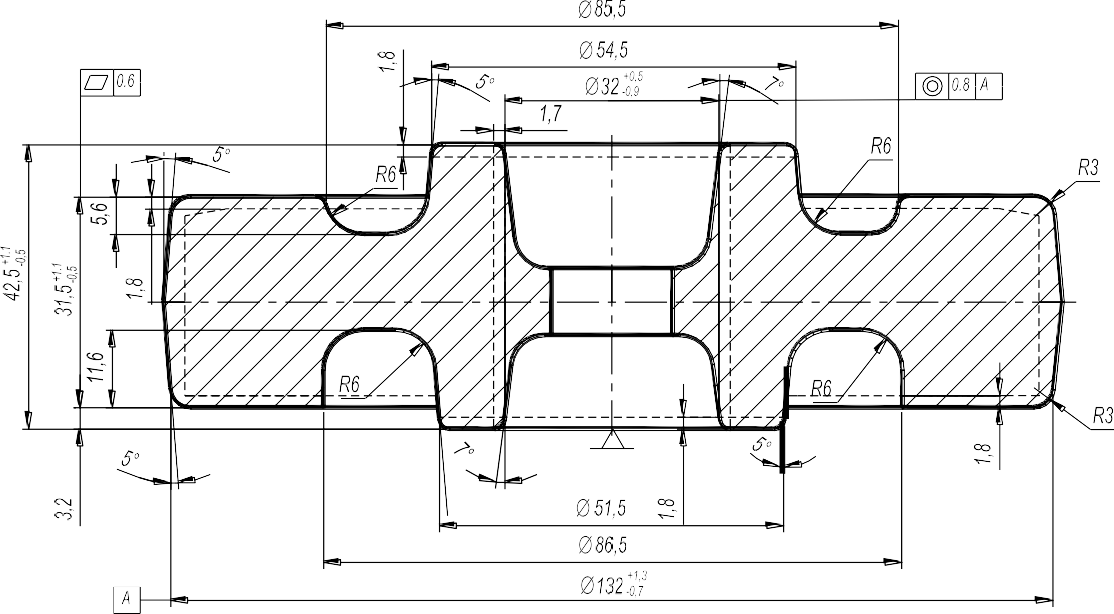 Ø85,5
Ø54,5
1,8
5°
Ø32 +0.5 -0.9
7°
0.6
0.8 A
1,7
5°
R6
R6
R3
5,6
1,8
42,5 +1.1 -0.5
31,5 +1.1 -0.5
11,6
R6
R6
R3
5°
7°
5°
1,8
3,2
1,8
Ø51,5
Ø86,5
Ø132 +1,3 -0.7
A